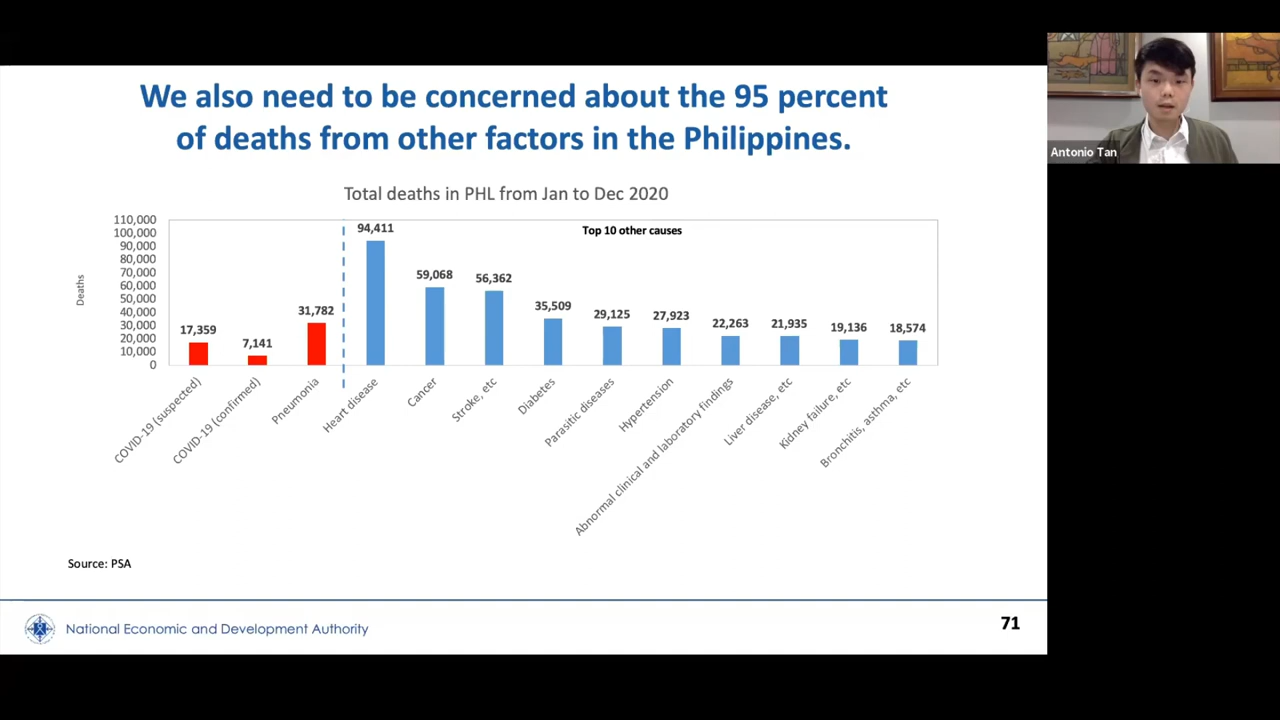 We also need to be concerned about the 95 percent
of deaths from other factors in the Philippines.
Antonio Tan
Total deaths in PHL from Jan to Dec 2020
Top 10 other causes
Deaths
110,000
100,000
90,000
80,000
70,000
60,000
50,000
40,000
30,000
20,000
10,000
0
17,359
7,141
31,782
94,411
59,068
56,362
35,509
29,125
27,923
22,263
21,935
19,136
18,574
COVID-19 (suspected)
COVID-19 (confirmed)
Pneumonia
Heart disease
Cancer
Stroke, etc
Diabetes
Parasitic diseases
Hypertension
Abnormal clinical and laboratory findings
Liver disease, etc
Kidney failure, etc
Bronchitis, asthma, etc
Source: PSA
National Economic and Development Authority
71